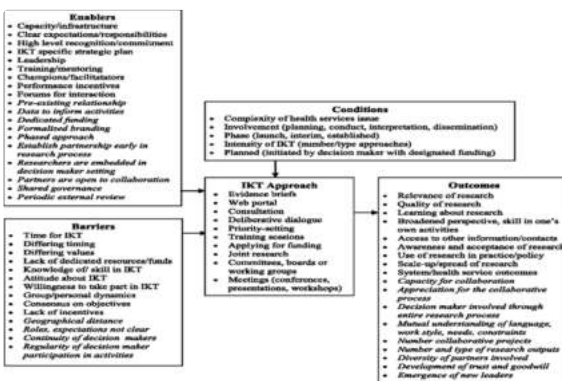 Enablers
• Capacity/infrastructure
• Clear expectations/responsibilities
• High level recognition/commitment
• IKT specific strategic plan
• Leadership
• Training/mentoring
• Champions/facilitators
• Performance incentives
• Forums for interaction
• Pre-existing relationship
• Data to inform activities
• Dedicated funding
• Formalized branding
• Phased approach
• Establish partnership early in
research process
• Researchers are embedded in
decision maker setting
• Partners are open to collaboration
• Shared governance
• Periodic external review
Barriers
• Time for IKT
• Differing timing
• Differing values
• Lack of dedicated resources/funds
• Knowledge of/ skill in IKT
• Attitude about IKT
• Willingness to take part in IKT
• Group/personal dynamics
• Consensus on objectives
• Lack of incentives
• Geographical distance
• Roles, expectations not clear
• Continuity of decision makers
• Regularity of decision maker
participation in activities
Conditions
• Complexity of health services issue
• Involvement (planning, conduct, interpretation, dissemination)
• Phase (launch, interim, established)
• Intensity of IKT (number/type approaches)
• Planned (initiated by decision maker with designated funding)
IKT Approach
• Evidence briefs
• Web portal
• Consultation
• Deliberative dialogue
• Priority-setting
• Training sessions
• Applying for funding
• Joint research
• Committees, boards or
working groups
• Meetings (conferences,
presentations, workshops)
Outcomes
• Relevance of research
• Quality of research
• Learning about research
• Broadened perspective, skill in one's
own activities
• Access to other information/contacts
• Awareness and acceptance of research
• Use of research in practice/policy
• Scale-up/spread of research
• System/health service outcomes
• Capacity for collaboration
• Appreciation for the collaborative
process
• Decision maker involved through
entire research process
• Mutual understanding of language,
work style, needs, constraints
• Number collaborative projects
• Number and type of research outputs
• Diversity of partners involved
• Development of trust and goodwill
• Emergence of new leaders